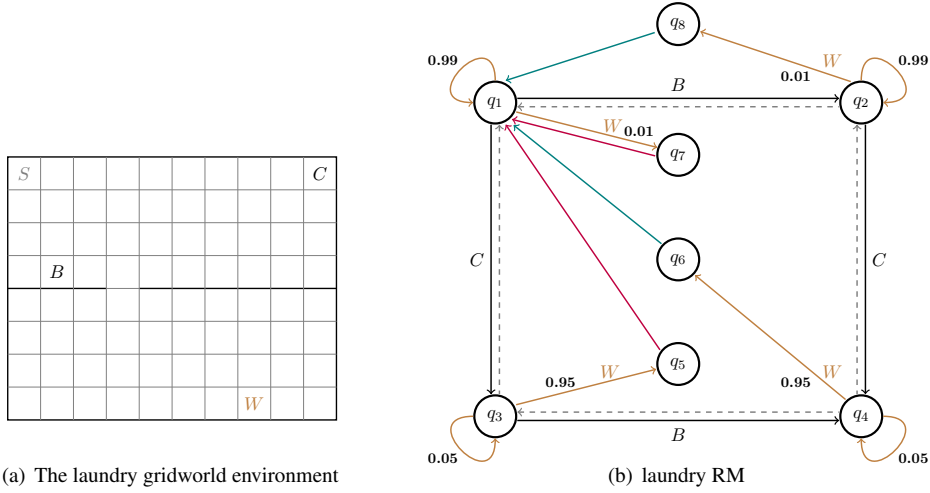 S
C
B
W
(a) The laundry gridworld environment
q8
0.99
W
0.99
0.01
B
q1
q2
W 0.01
q7
C
q6
C
W
0.95
q5
W
0.95
q3
q4
B
0.05
0.05
(b) laundry RM